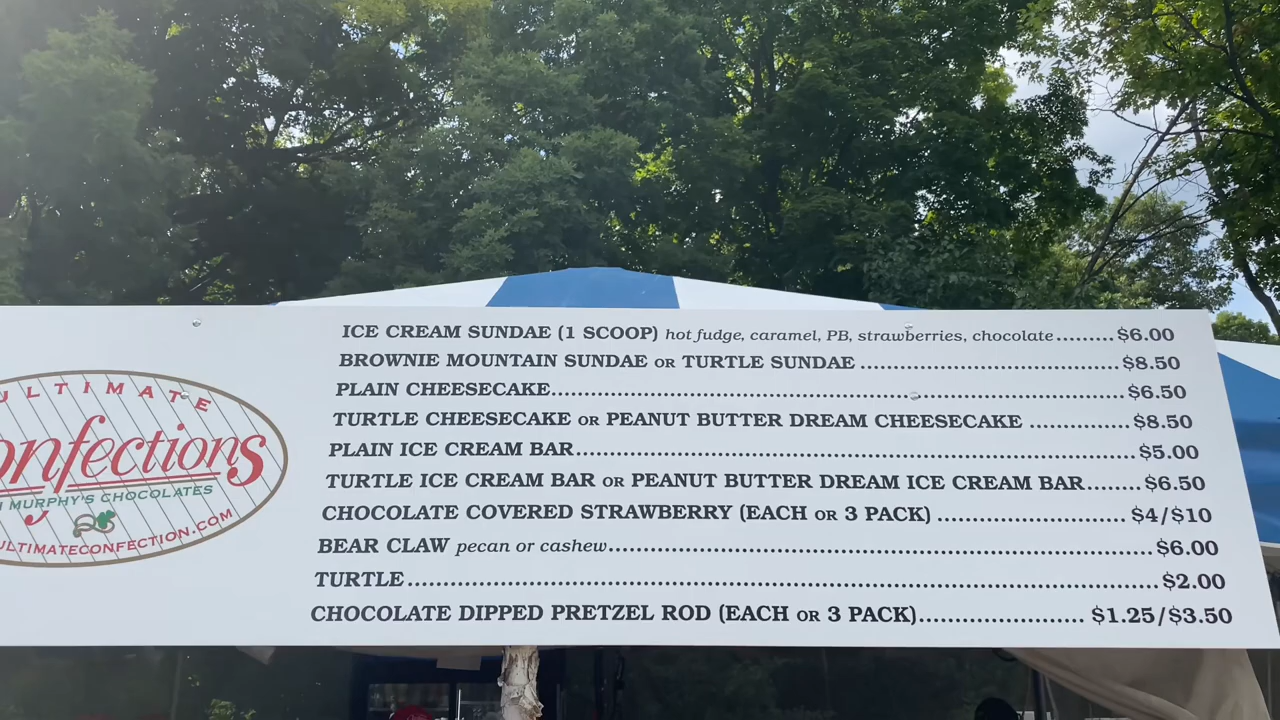 ICE CREAM SUNDAE (1 SCOOP) hot fudge, caramel, PB, strawberries, chocolate.........$6.00
BROWNIE MOUNTAIN SUNDAE OR TURTLE SUNDAE ..........$8.50
PLAIN CHEESECAKE..........$6.50
TURTLE CHEESECAKE OR PEANUT BUTTER DREAM CHEESECAKE ..........$8.50
PLAIN ICE CREAM BAR..........$5.00
TURTLE ICE CREAM BAR OR PEANUT BUTTER DREAM ICE CREAM BAR........$6.50
CHOCOLATE COVERED STRAWBERRY (EACH OR 3 PACK) .......... $4/$10
BEAR CLAW pecan or cashew..........$6.00
TURTLE..........$2.00
CHOCOLATE DIPPED PRETZEL ROD (EACH OR 3 PACK).......... $1.25/$3.50
ULTIMATE
onfections
MURPHY'S CHOCOLATES
ULTIMATECONFECTION.COM